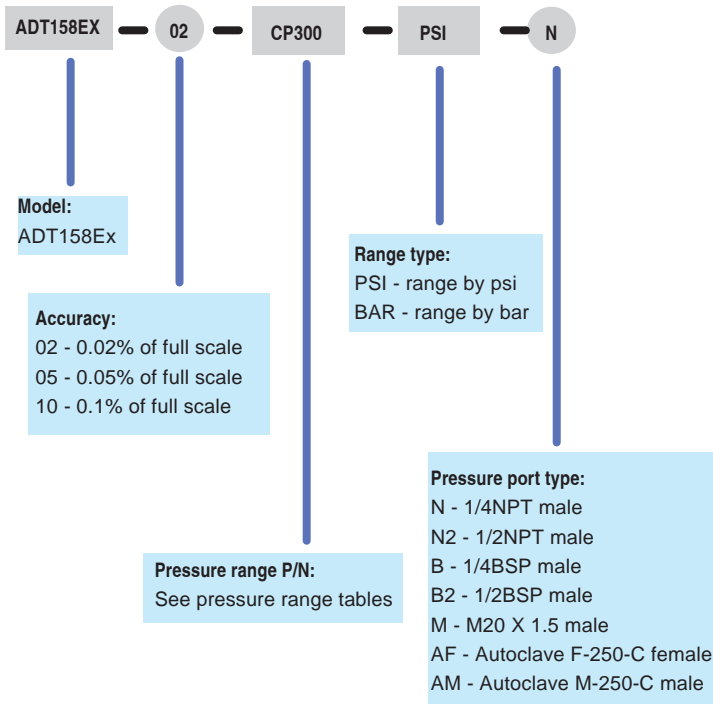 ADT158EX 02 CP300 PSI N
Model:
ADT158Ex
Range type:
PSI - range by psi
BAR - range by bar
Accuracy:
02 - 0.02% of full scale
05 - 0.05% of full scale
10 - 0.1% of full scale
Pressure port type:
N - 1/4NPT male
N2 - 1/2NPT male
B - 1/4BSP male
B2 - 1/2BSP male
M - M20 X 1.5 male
AF - Autoclave F-250-C female
AM - Autoclave M-250-C male
Pressure range P/N:
See pressure range tables